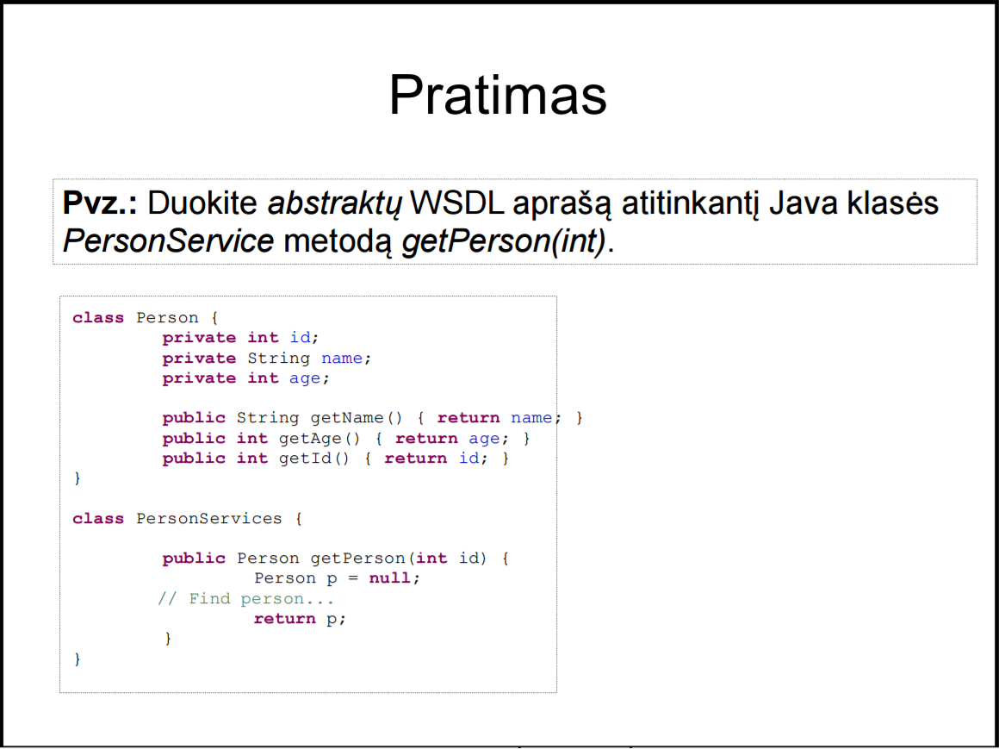 Pratimas
Pvz.: Duokite abstraktų WSDL aprašą atitinkantį Java klasės
PersonService metodą getPerson(int).
class Person {
private int id;
private String name;
private int age;
public String getName() { return name; }
public int getAge() { return age; }
public int getId() { return id; }
}
class PersonServices {
public Person getPerson(int id) {
Person p = null;
// Find person...
return p;
}
}